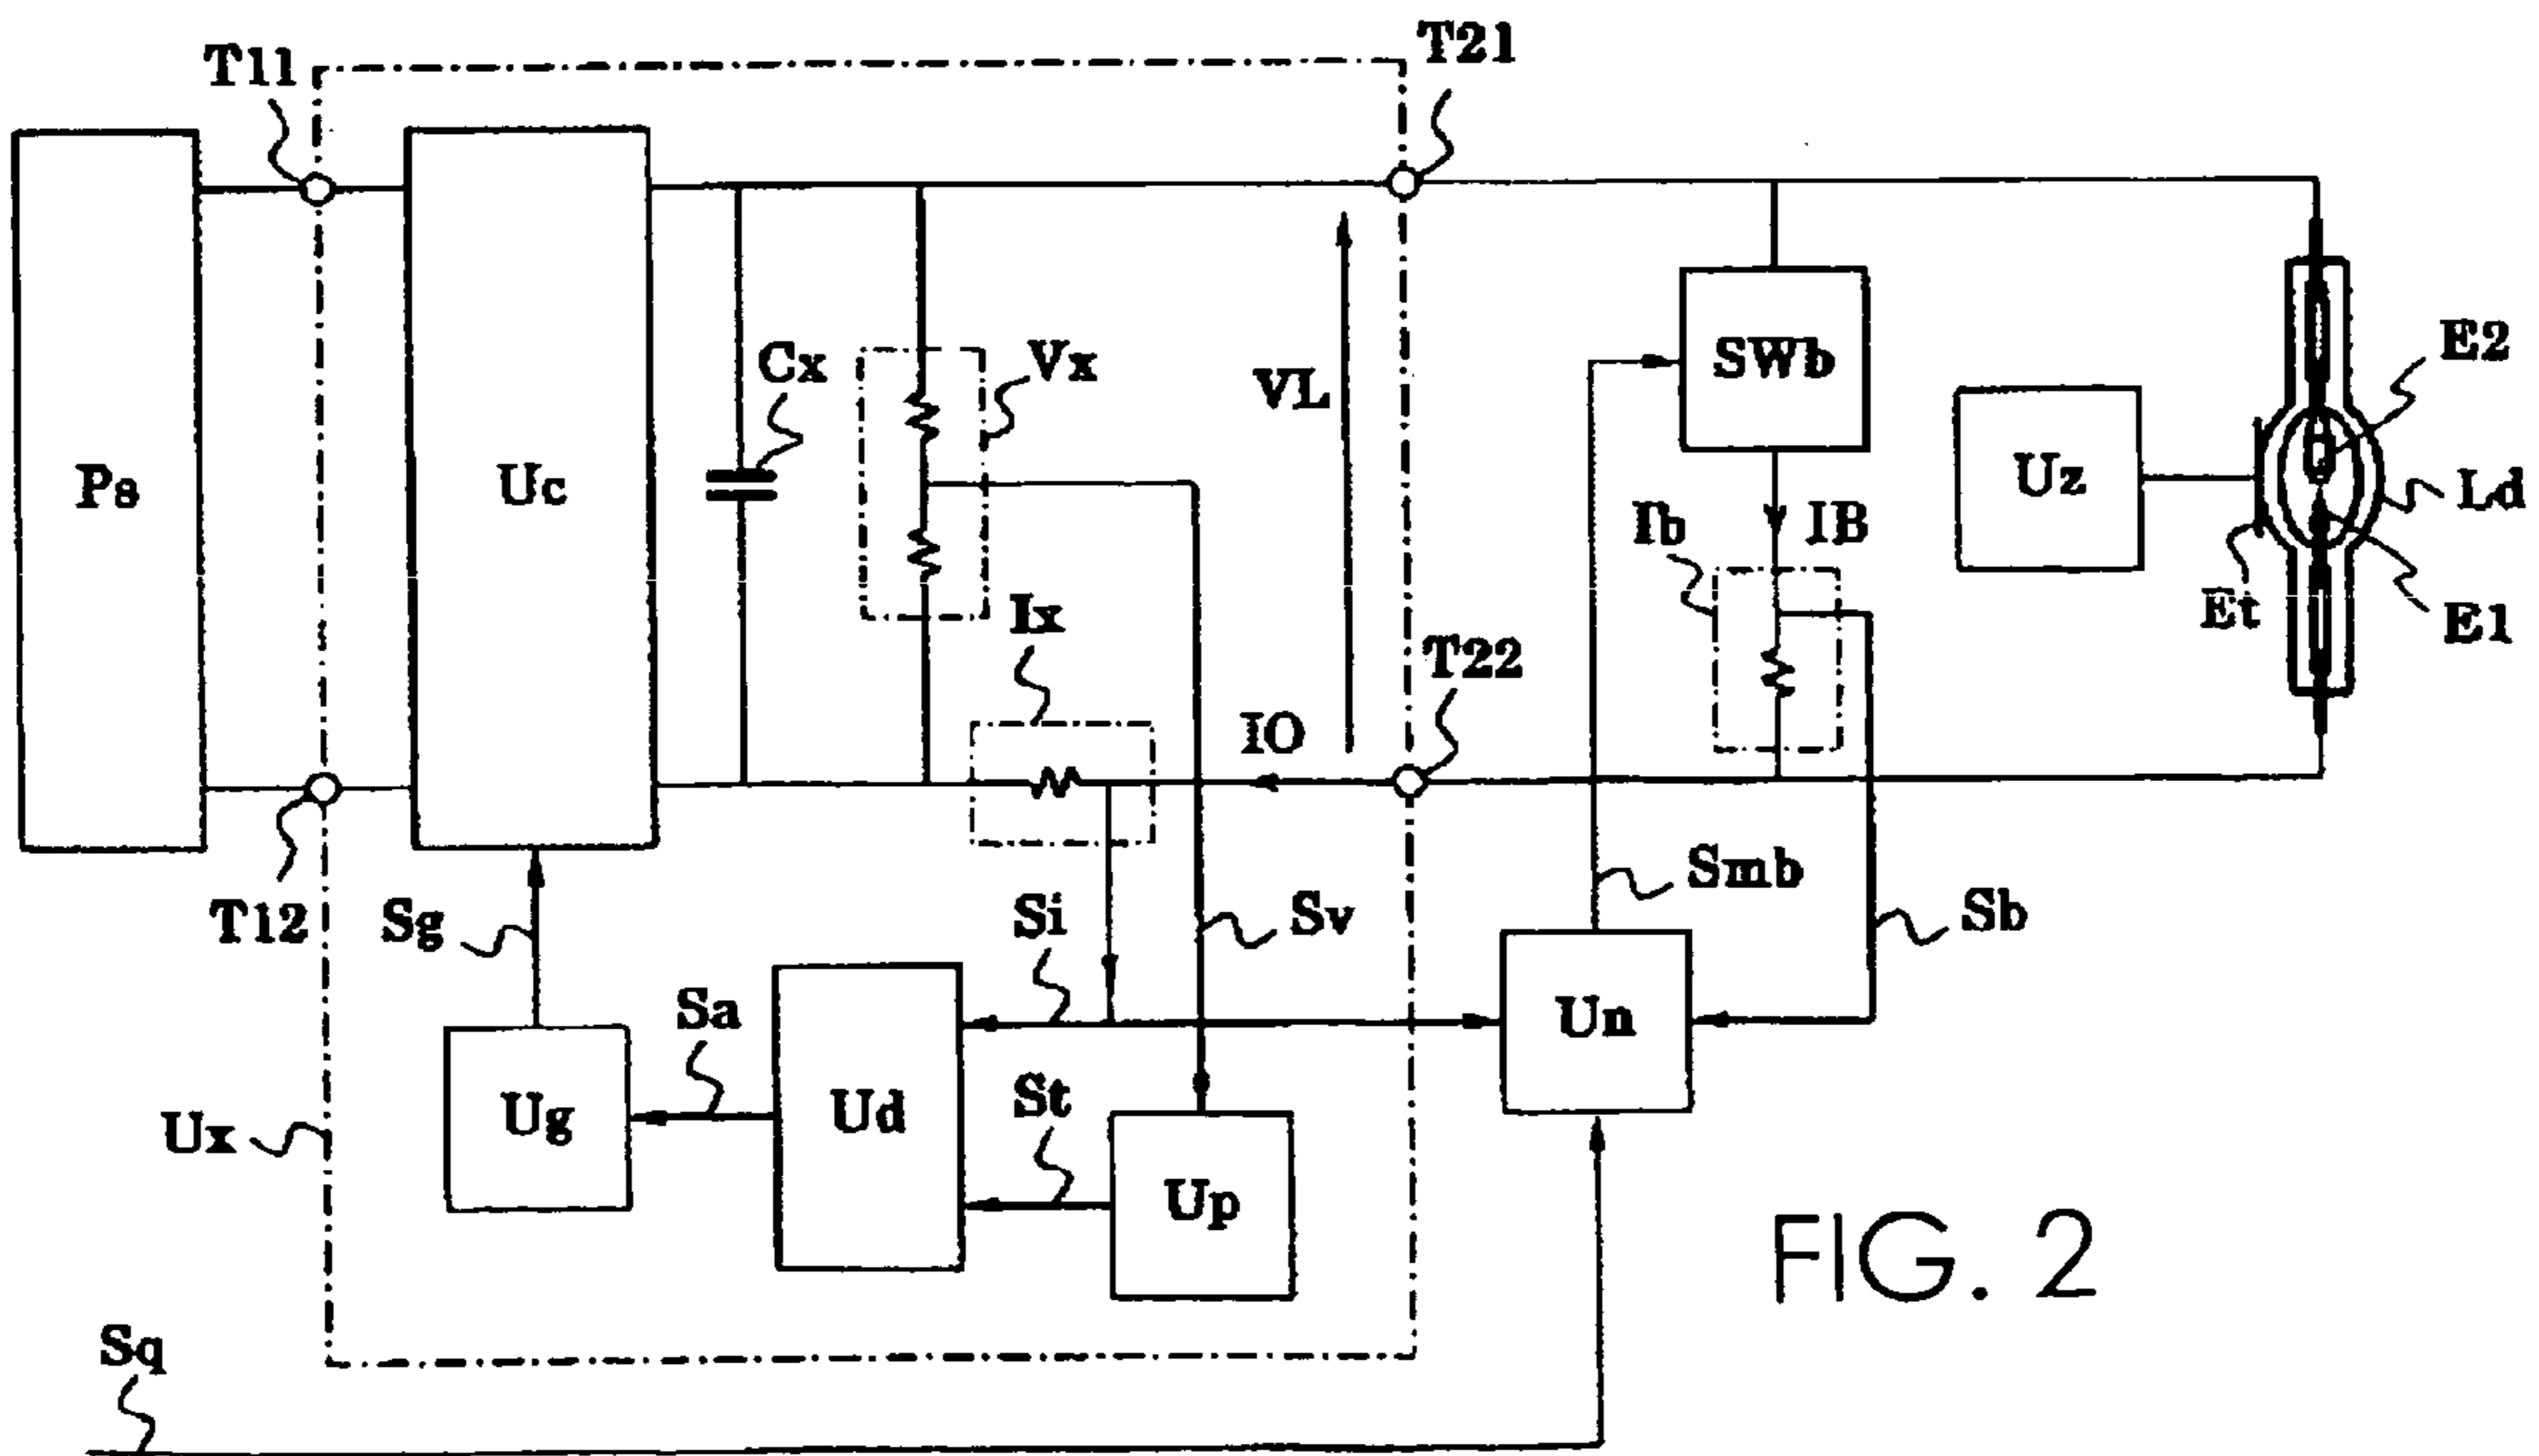 T11
T21
Cx
Vx
VL
SWb
E2
Ps
Uc
Uz
Ld
Ib
IB
Et
E1
Ix
T22
IO
T12
Sg
Si
Sv
Smb
Sb
Sa
Un
Ux
Ug
Ud
St
Up
FIG. 2
Sq